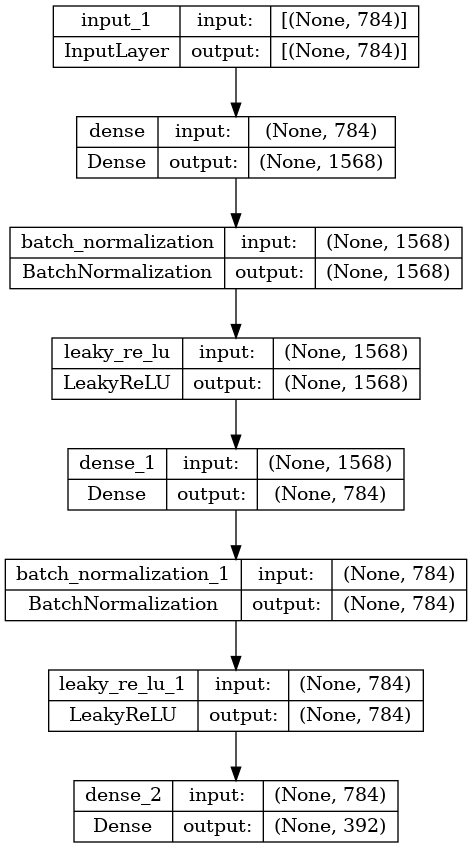 input_1 input: [(None, 784)]
InputLayer output: [(None, 784)]
dense input: (None, 784)
Dense output: (None, 1568)
batch_normalization input: (None, 1568)
BatchNormalization output: (None, 1568)
leaky_re_lu input: (None, 1568)
LeakyReLU output: (None, 1568)
dense_1 input: (None, 1568)
Dense output: (None, 784)
batch_normalization_1 input: (None, 784)
BatchNormalization output: (None, 784)
leaky_re_lu_1 input: (None, 784)
LeakyReLU output: (None, 784)
dense_2 input: (None, 784)
Dense output: (None, 392)